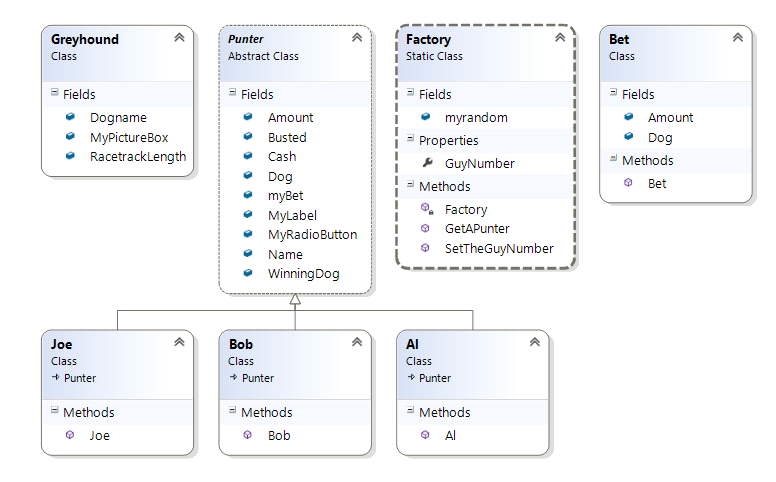 Greyhound
Class
Fields
Dogname
MyPictureBox
RacetrackLength
Punter
Abstract Class
Fields
Amount
Busted
Cash
Dog
myBet
MyLabel
MyRadioButton
Name
WinningDog
Factory
Static Class
Fields
myrandom
Properties
GuyNumber
Methods
Factory
GetAPunter
SetTheGuyNumber
Bet
Class
Fields
Amount
Dog
Methods
Bet
Joe
Class
Punter
Methods
Joe
Bob
Class
Punter
Methods
Bob
Al
Class
Punter
Methods
Al